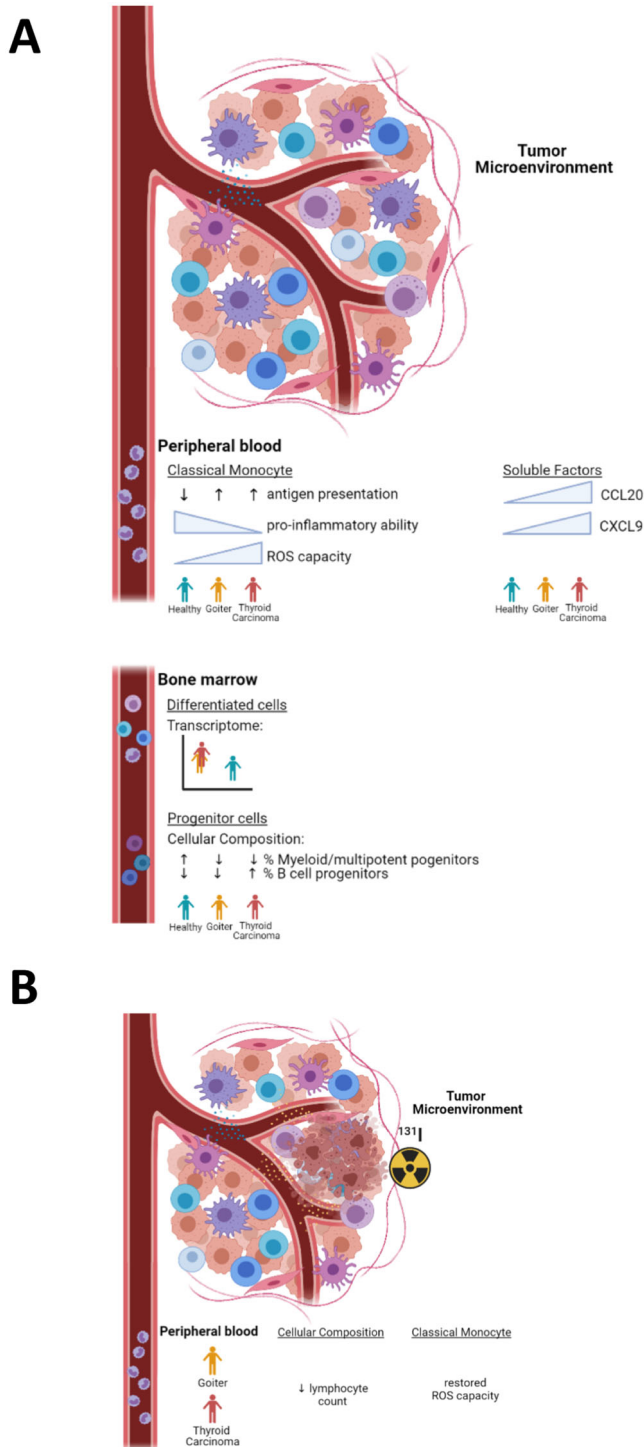 A
Tumor
Microenvironment
Peripheral blood
Classical Monocyte
↓ ↑ ↑ antigen presentation
pro-inflammatory ability
ROS capacity
Healthy Goiter Thyroid
Carcinoma
Soluble Factors
CCL20
CXCL9
Healthy Goiter Thyroid
Carcinoma
Bone marrow
Differentiated cells
Transcriptome:
Progenitor cells
Cellular Composition:
↑ ↓ ↓ % Myeloid/multipotent pogenitors
↓ ↓ ↑ % B cell progenitors
Healthy Goiter Thyroid
Carcinoma
B
Tumor
Microenvironment
131I
Peripheral blood
Cellular Composition
Classical Monocyte
Goiter
↓ lymphocyte
count
restored
ROS capacity
Thyroid
Carcinoma